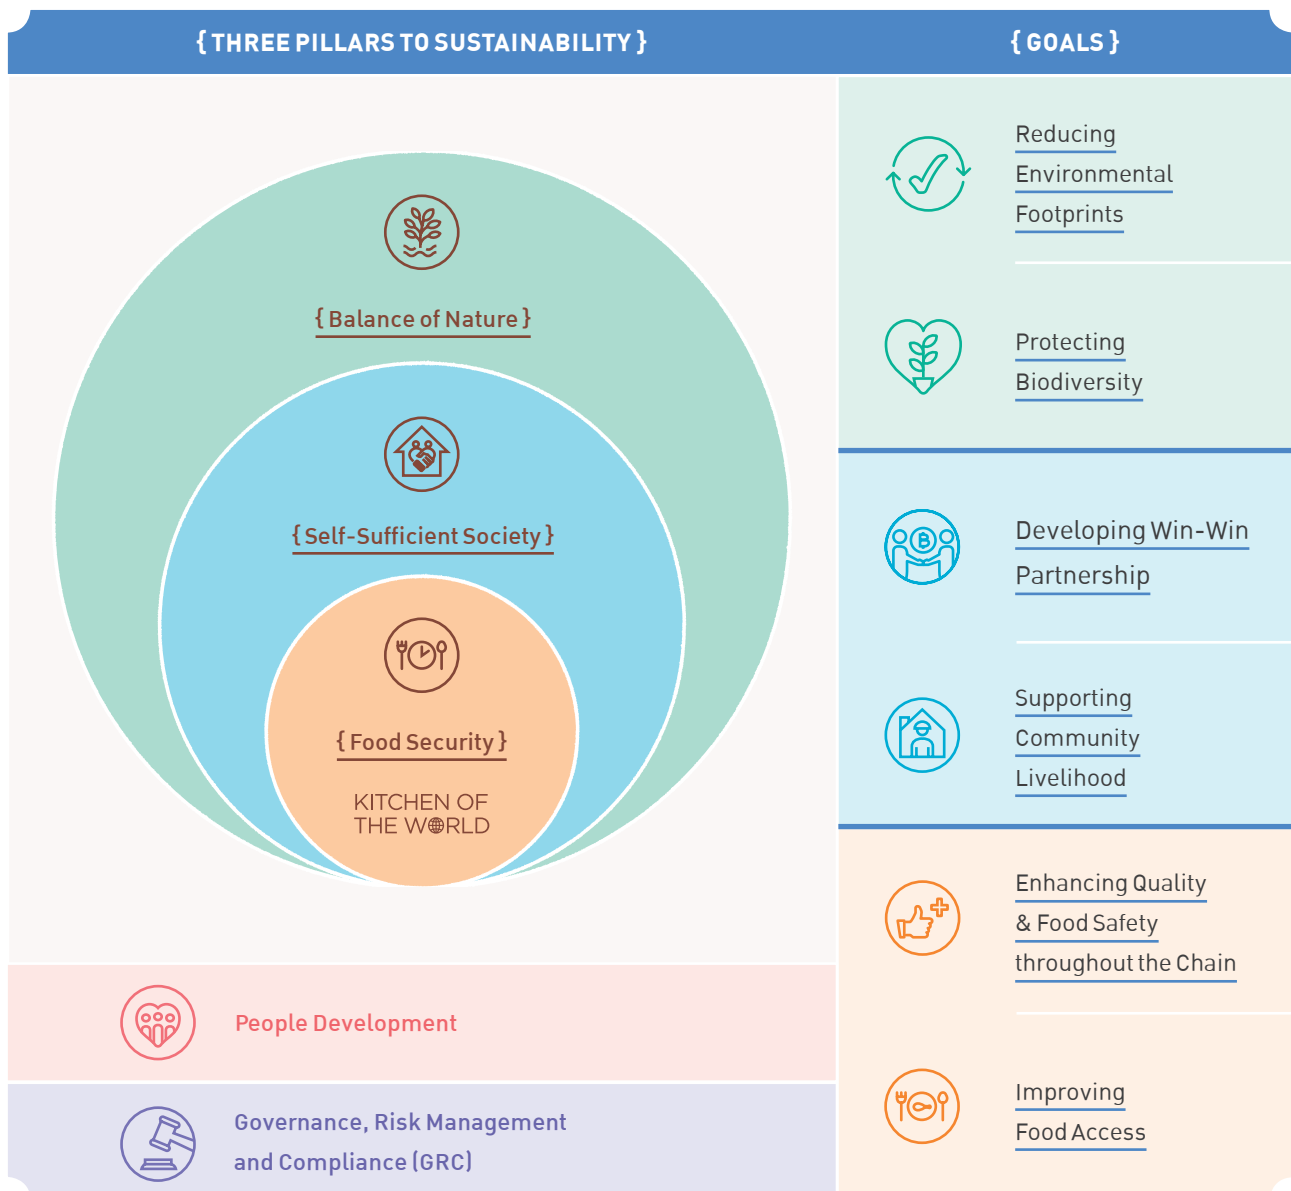 { THREE PILLARS TO SUSTAINABILITY }
{ GOALS }
{ Balance of Nature }
{ Self-Sufficient Society }
{ Food Security }
KITCHEN OF
THE WORLD
People Development
Governance, Risk Management
and Compliance (GRC)
Reducing
Environmental
Footprints
Protecting
Biodiversity
Developing Win-Win
Partnership
Supporting
Community
Livelihood
Enhancing Quality
& Food Safety
throughout the Chain
Improving
Food Access